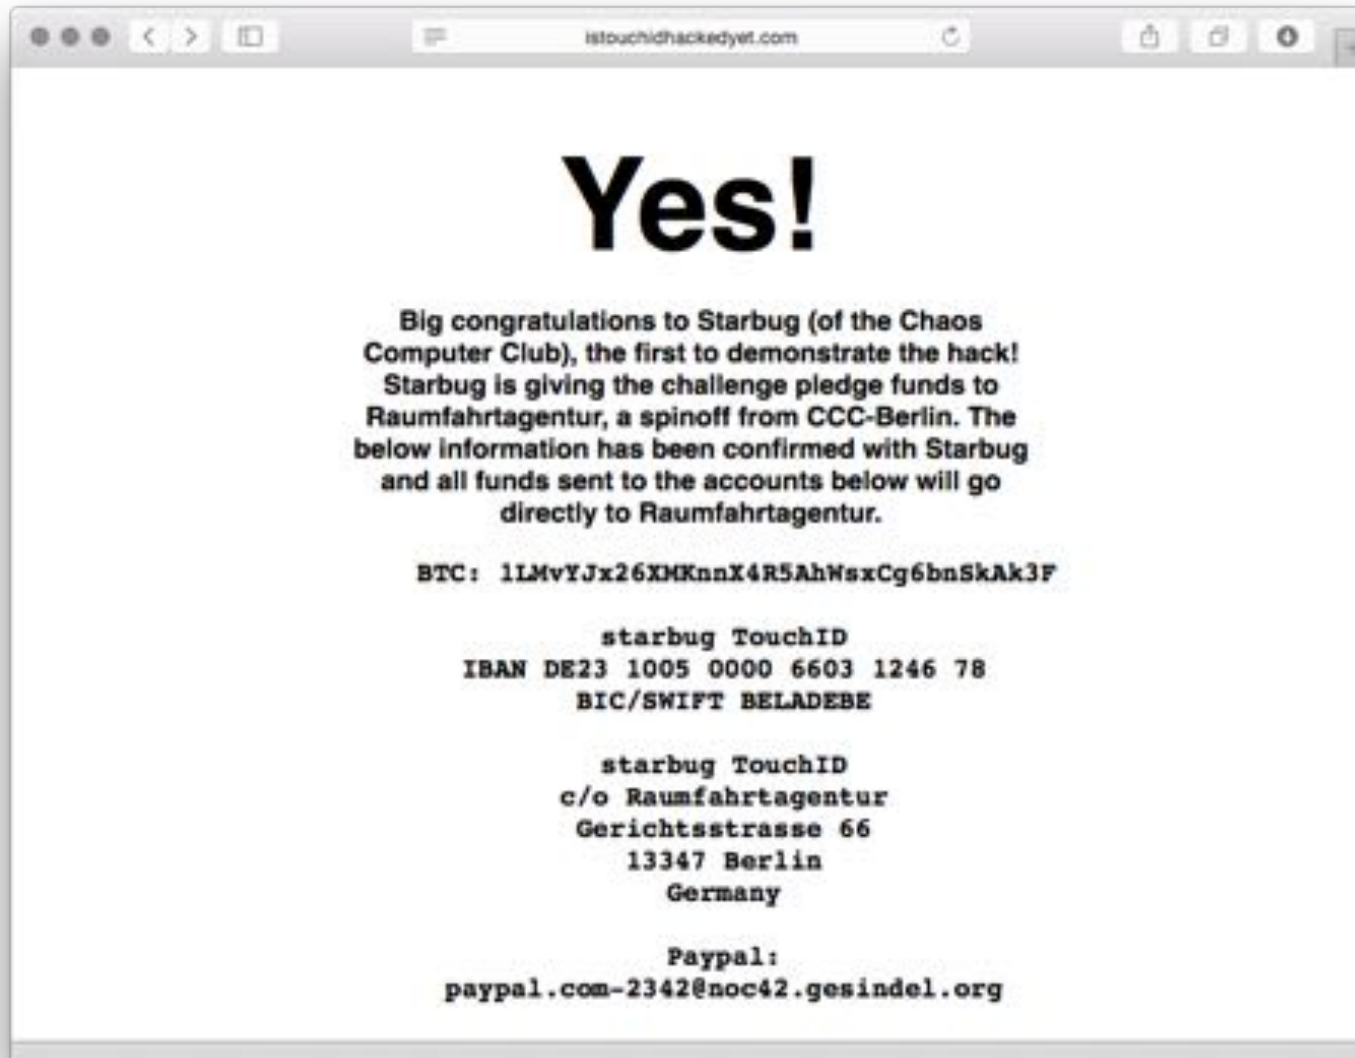 istouchidhackedyet.com
Yes!
Big congratulations to Starbug (of the Chaos
Computer Club), the first to demonstrate the hack!
Starbug is giving the challenge pledge funds to
Raumfahrtagentur, a spinoff from CCC-Berlin. The
below information has been confirmed with Starbug
and all funds sent to the accounts below will go
directly to Raumfahrtagentur.
BTC: 1LMvYJx26XMKnnX4R5AhWsxCg6bnSkAk3F
starbug TouchID
IBAN DE23 1005 0000 6603 1246 78
BIC/SWIFT BELADEBE
starbug TouchID
c/o Raumfahrtagentur
Gerichtsstrasse 66
13347 Berlin
Germany
Paypal:
paypal.com-2342@noc42.gesindel.org